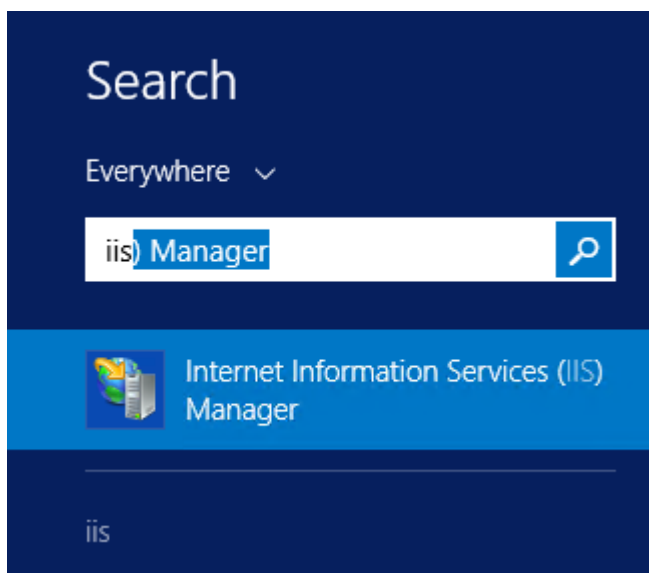 Search
Everywhere
iis) Manager
Internet Information Services (IIS)
Manager
iis